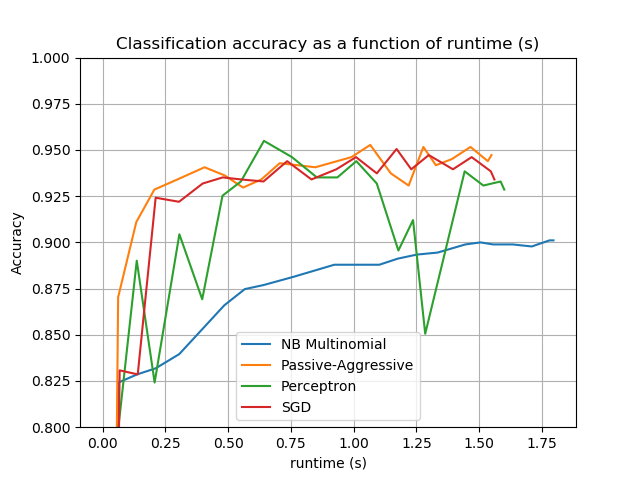 Classification accuracy as a function of runtime (s)
1.000
0.975
0.950
0.925
0.900
0.875
0.850
0.825
0.800
Accuracy
NB Multinomial
Passive-Aggressive
Perceptron
SGD
0.00 0.25 0.50 0.75 1.00 1.25 1.50 1.75
runtime (s)